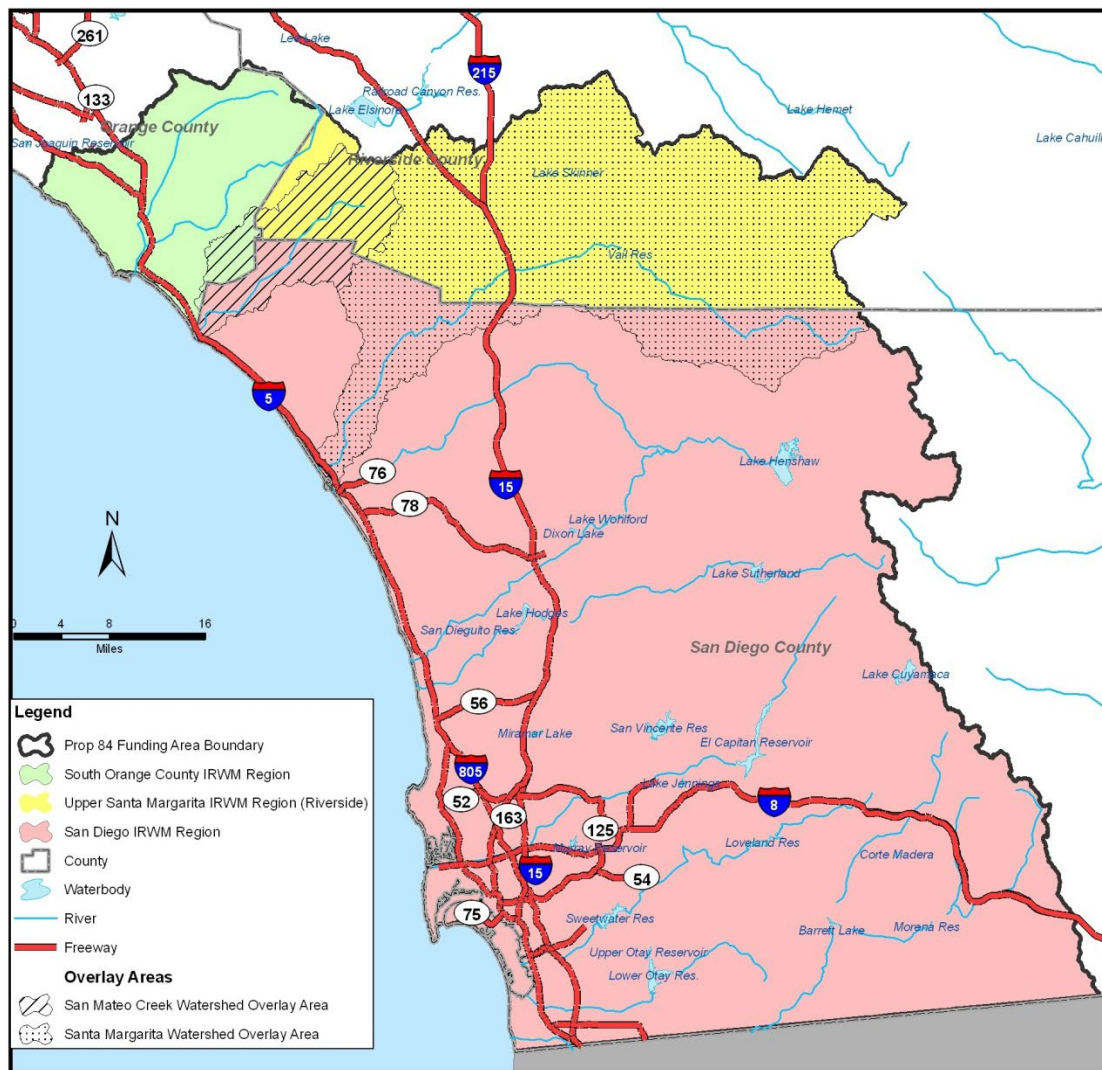 261
133
Orange County
San Joaquin Reservoir
Lee Lake
215
Railroad Canyon Res.
Lake Elsinore
Riverside County
Lake Hemet
Lake Cahuill
Lake Skinner
Vail Res
5
76
78
15
Lake Henshaw
Lake Wohlford
Dixon Lake
Lake Sutherland
Lake Hodges
San Dieguito Res.
San Diego County
Lake Cuyamaca
N
0 4 8 16
Miles
56
Miramar Lake
San Vincente Res
El Capitan Reservoir
805
Lake Jennings
8
52
163
125
Murray Reservoir
Loveland Res
Corte Madera
15
54
75
Sweetwater Res
Barrett Lake
Morena Res
Upper Otay Reservoir
Lower Otay Res.
Legend
Prop 84 Funding Area Boundary
South Orange County IRWM Region
Upper Santa Margarita IRWM Region (Riverside)
San Diego IRWM Region
County
Waterbody
River
Freeway
Overlay Areas
San Mateo Creek Watershed Overlay Area
Santa Margarita Watershed Overlay Area